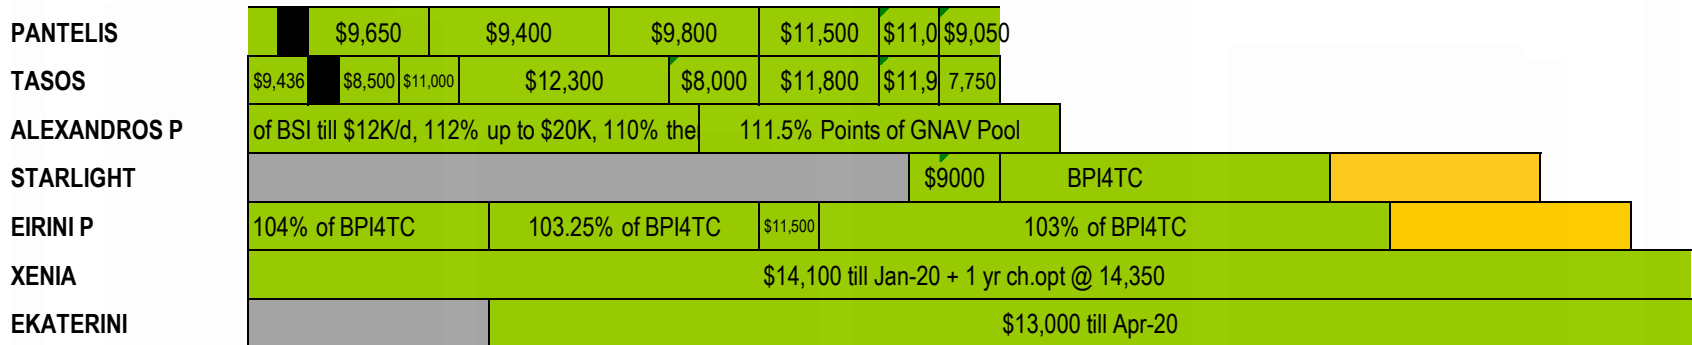 PANTELIS $9,650 $9,400 $9,800 $11,500 $11,0 $9,050
TASOS $9,436 $8,500 $11,000 $12,300 $8,000 $11,800 $11,9 7,750
ALEXANDROS P of BSI till $12K/d, 112% up to $20K, 110% the 111.5% Points of GNAV Pool
STARLIGHT $9000 BPI4TC
EIRINI P 104% of BPI4TC 103.25% of BPI4TC $11,500 103% of BPI4TC
XENIA $14,100 till Jan-20 + 1 yr ch.opt @ 14,350
EKATERINI $13,000 till Apr-20